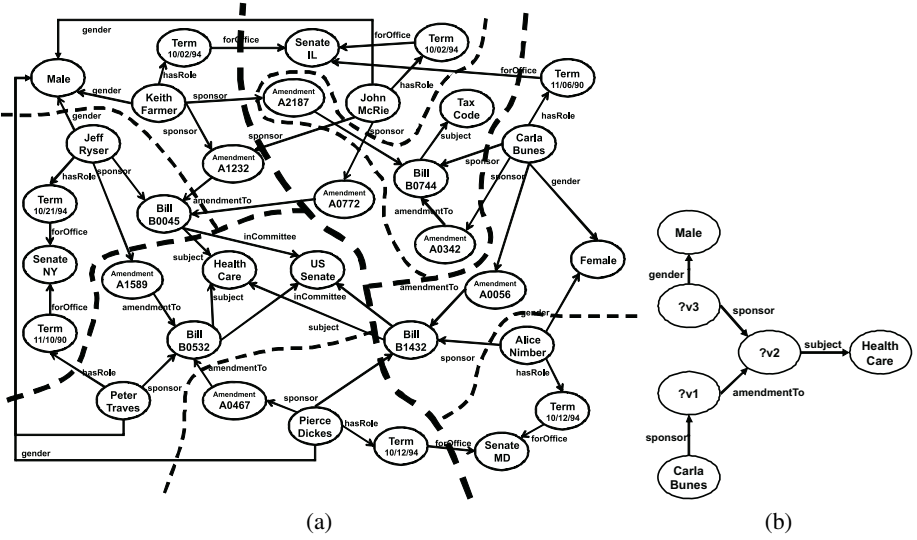 gender
Term
10/02/94
forOffice
Senate
IL
forOffice
Term
10/02/94
Male
hasRole
hasRole
forOffice
Term
11/06/90
gender
Keith
Farmer
sponsor
Amendment
A2187
John
McRie
Tax
Code
hasRole
gender
Jeff
Ryser
sponsor
sponsor
sponsor
subject
Carla
Bunes
hasRole
sponsor
Amendment
A1232
Bill
B0744
sponsor
sponsor
gender
Term
10/21/94
Bill
B0045
amendmentTo
Amendment
A0772
amendmentTo
forOffice
Senate
NY
inCommittee
Amendment
A0342
Female
Male
subject
Health
Care
US
Senate
Amendment
A1589
Amendment
A0056
gender
forOffice
amendmentTo
subject
inCommittee
amendmentTo
?v3
sponsor
Term
11/10/90
Bill
B0532
subject
Bill
B1432
gender
Alice
Nimber
?v2
subject
Health
Care
sponsor
hasRole
amendmentTo
hasRole
?v1
amendmentTo
Peter
Traves
sponsor
Amendment
A0467
sponsor
Pierce
Dickes
hasRole
Term
10/12/94
forOffice
Senate
MD
forOffice
Term
10/12/94
sponsor
gender
Carla
Bunes
(a)
(b)